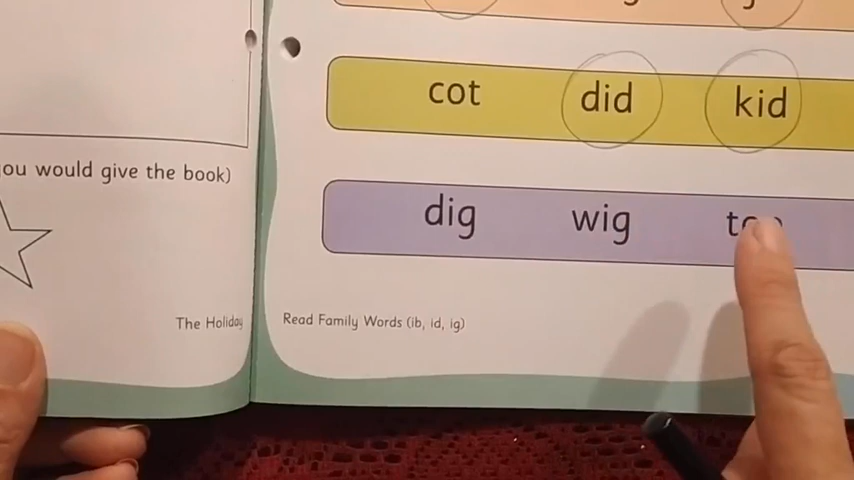 cot did kid
ou would give the book)
dig wig
The Holiday
Read Family Words (ib, id, ig)